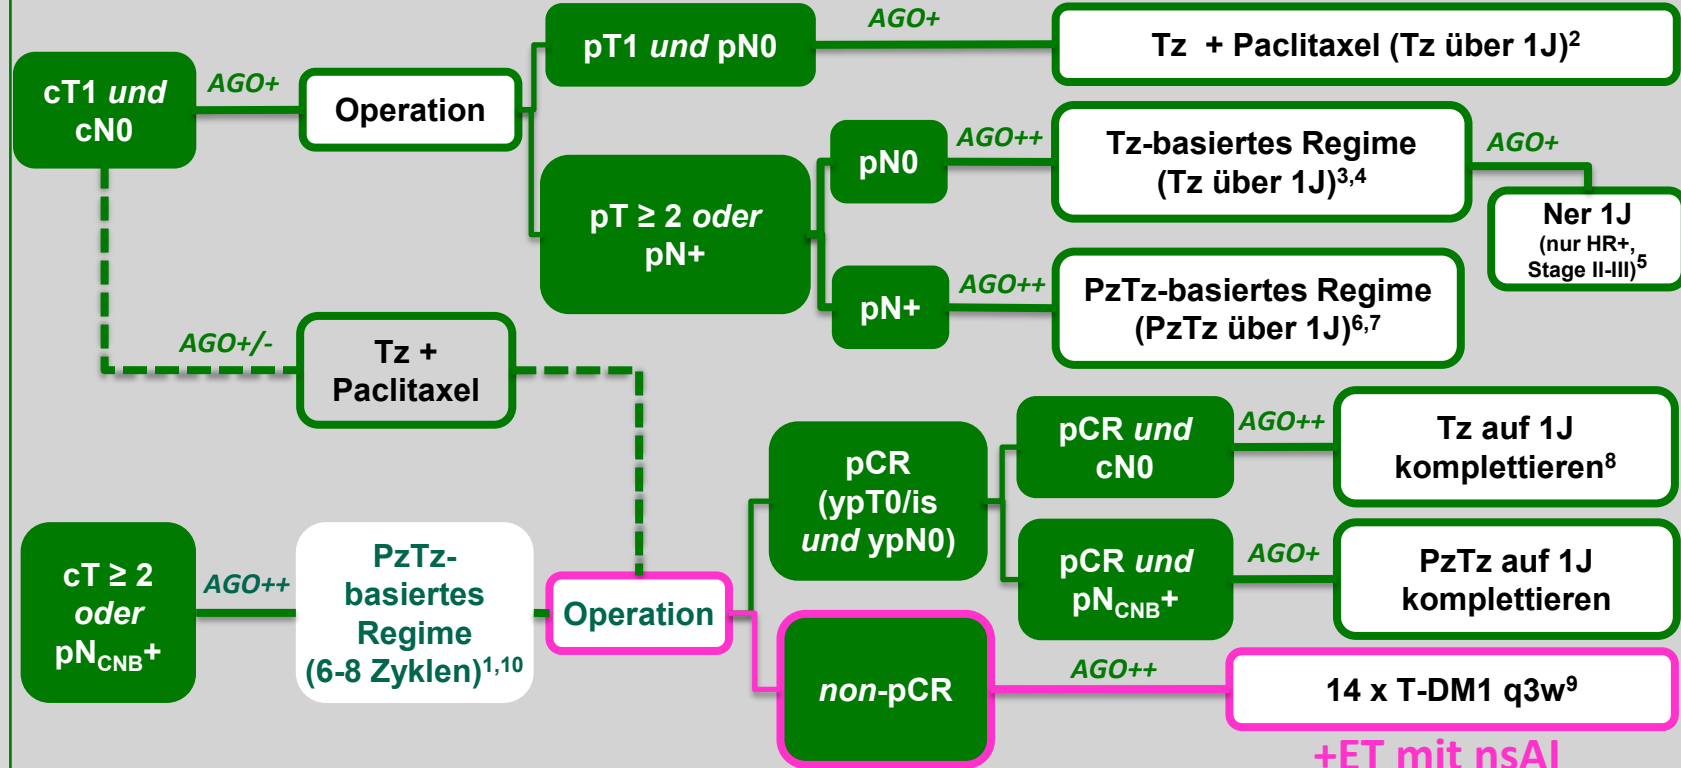 pT1 und pN0
AGO+
Tz + Paclitaxel (Tz über 1J)2
cT1 und
cN0
AGO+
Operation
pT ≥ 2 oder
pN+
pN0
AGO++
Tz-basiertes Regime
(Tz über 1J)3,4
AGO+
Ner 1J
(nur HR+,
Stage II-III)5
pN+
AGO++
PzTz-basiertes Regime
(PzTz über 1J)6,7
AGO+/-
Tz +
Paclitaxel
cT ≥ 2
oder
pNCNB+
AGO++
PzTz-
basiertes
Regime
(6-8 Zyklen)1,10
Operation
pCR
(ypT0/is
und ypN0)
pCR und
cN0
AGO++
Tz auf 1J
komplettieren8
pCR und
pNCNB+
AGO+
PzTz auf 1J
komplettieren
non-pCR
AGO++
14 x T-DM1 q3w9
+ET mit nsAI